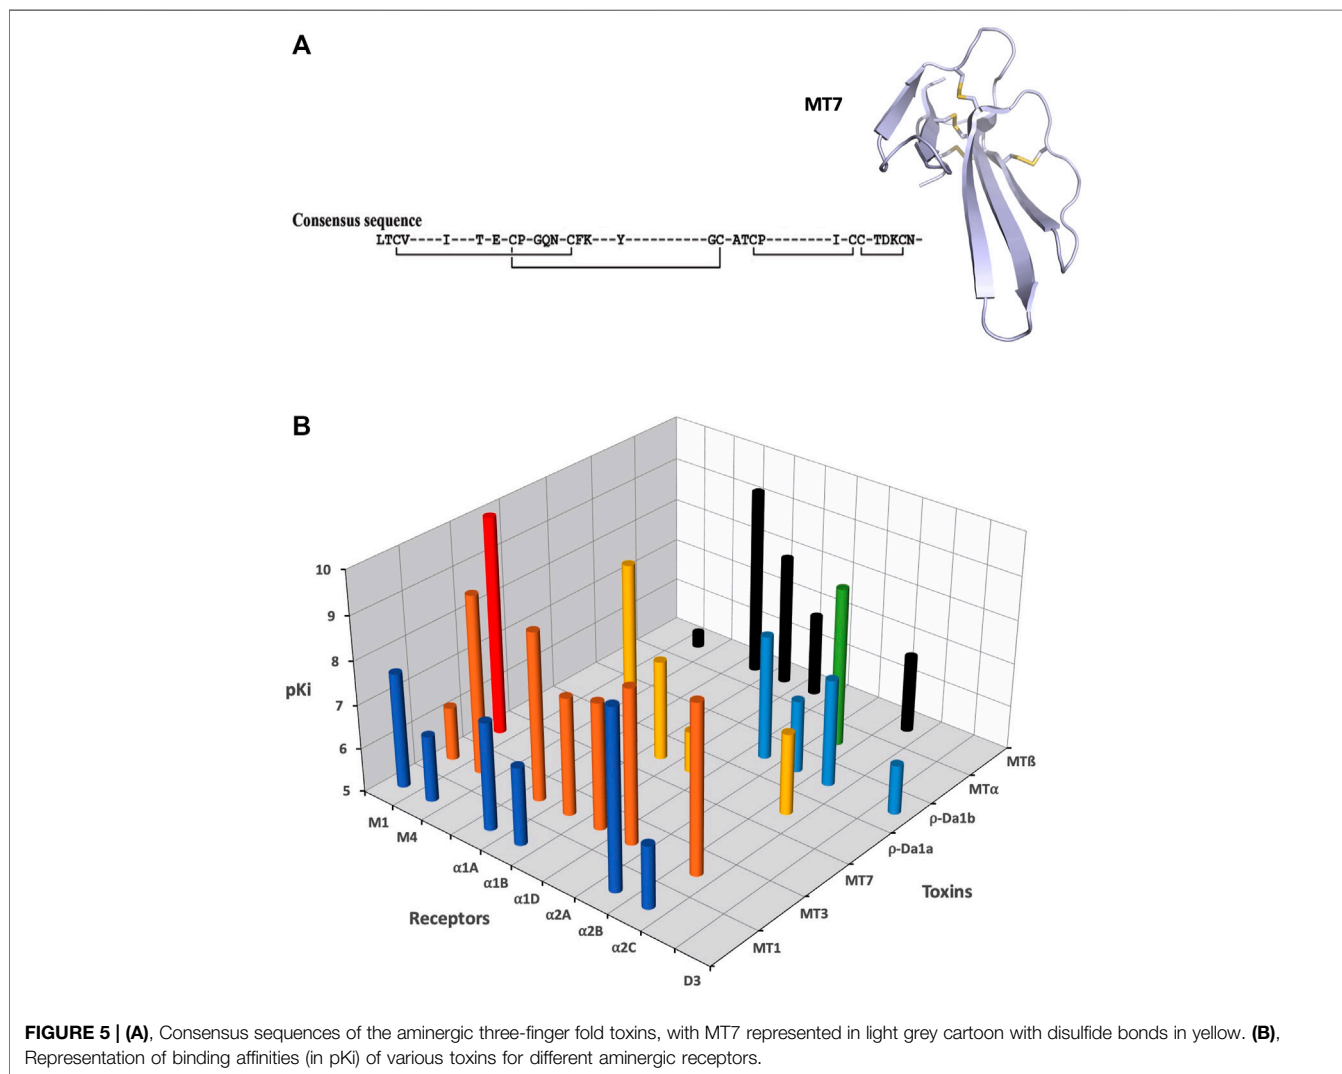 A
MT7
Consensus sequence
LTCV----I---T-E-CP-GQN-CFK---Y-----------GC-ATCP---------I-CC-TDKCN-
B
10
9
8
7
6
5
pKi
M1
M4
α1A
α1B
α1D
α2A
α2B
α2C
D3
Receptors
MT1
MT3
MT7
ρ-Da1a
ρ-Da1b
MTα
MTß
Toxins
FIGURE 5 | (A), Consensus sequences of the aminergic three-finger fold toxins, with MT7 represented in light grey cartoon with disulfide bonds in yellow. (B),
Representation of binding affinities (in pKi) of various toxins for different aminergic receptors.